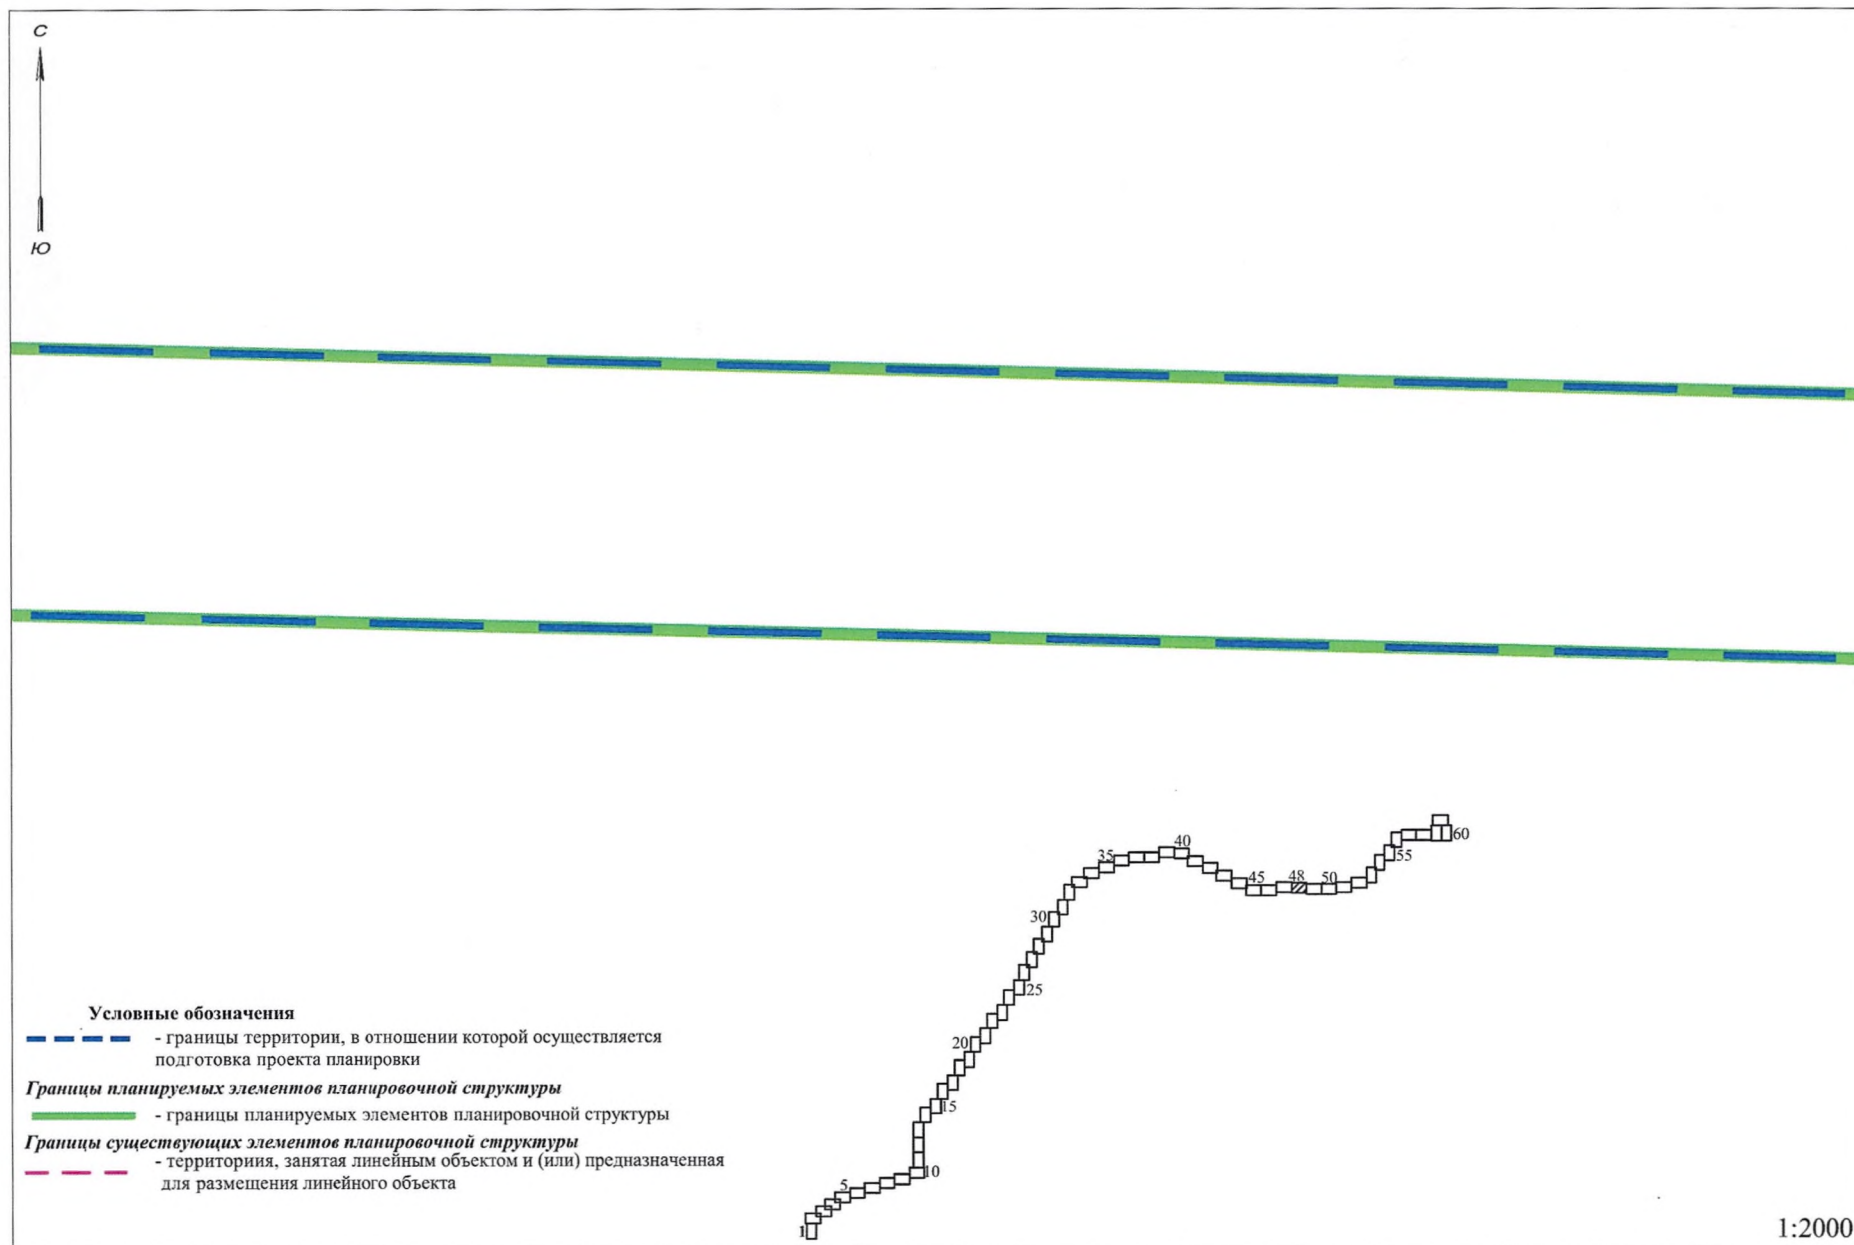 С
Ю
40
35
60
55
45
48
50
30
25
20
15
10
5
1
Условные обозначения
- границы территории, в отношении которой осуществляется
подготовка проекта планировки
Границы планируемых элементов планировочной структуры
- границы планируемых элементов планировочной структуры
Границы существующих элементов планировочной структуры
- территориия, занятая линейным объектом и (или) предназначенная
для размещения линейного объекта
1:2000